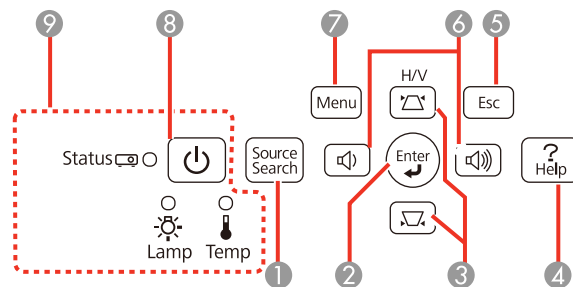 9 8 7 6 5
H/V
Menu Esc
Status Source
Search Enter ?
Help
Lamp Temp
1 2 3 4